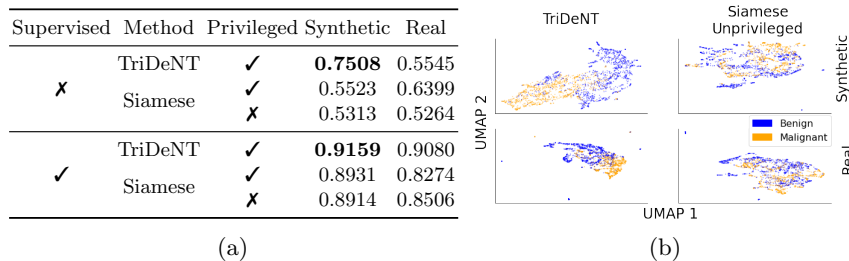 Supervised Method Privileged Synthetic Real
TriDeNT ✓ 0.7508 0.5545
✗ Siamese ✓ 0.5523 0.6399
✗ 0.5313 0.5264
TriDeNT ✓ 0.9159 0.9080
✓ Siamese ✓ 0.8931 0.8274
✗ 0.8914 0.8506
(a)
TriDeNT
Siamese
Unprivileged
Synthetic
UMAP 2
Benign
Malignant
Real
UMAP 1
(b)